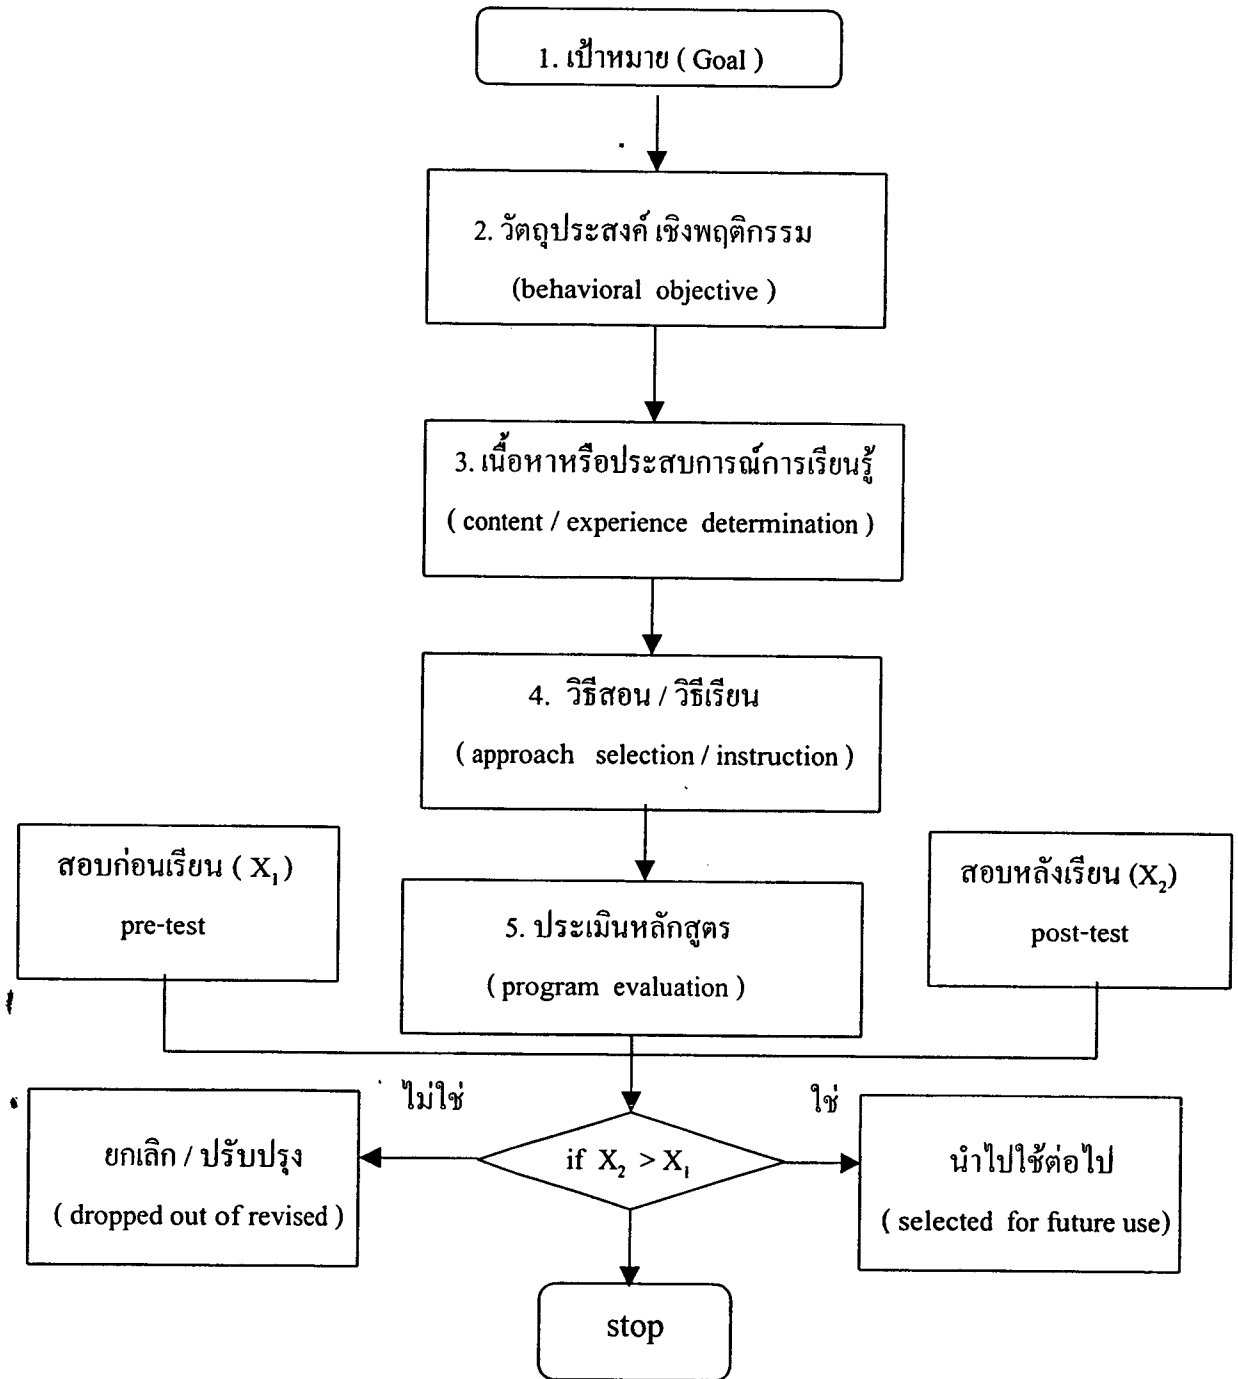 1. เป้าหมาย ( Goal )
2. วัตถุประสงค์ เชิงพฤติกรรม
(behavioral objective )
3. เนื้อหาหรือประสบการณ์การเรียนรู้
( content / experience determination )
4. วิธีสอน / วิธีเรียน
( approach selection / instruction )
สอบก่อนเรียน ( X₁ )
pre-test
5. ประเมินหลักสูตร
( program evaluation )
สอบหลังเรียน (X₂)
post-test
ไม่ใช่
ใช่
ยกเลิก / ปรับปรุง
( dropped out of revised )
if X₂ > X₁
นำไปใช้ต่อไป
( selected for future use)
stop